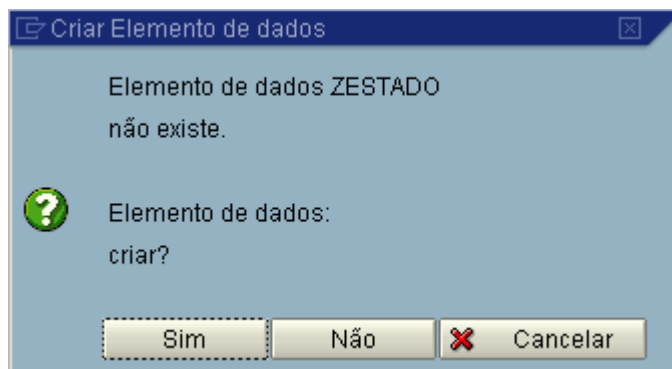 Criar Elemento de dados
Elemento de dados ZESTADO
não existe.
Elemento de dados:
criar?
Sim Não Cancelar